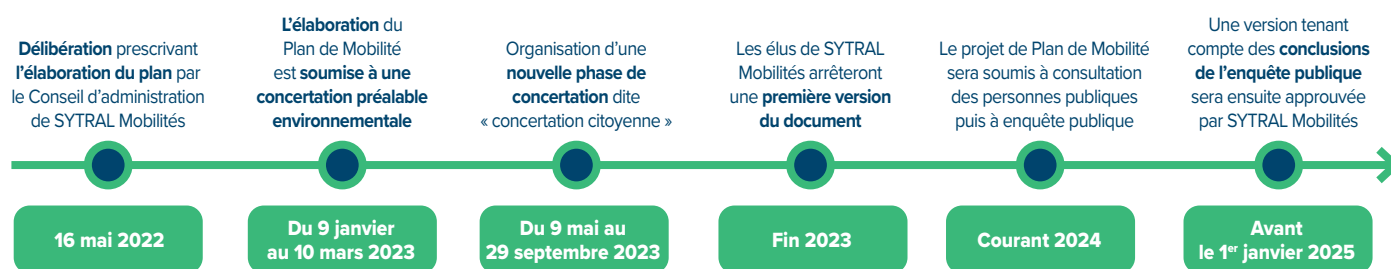 Délibération prescrivant
l'élaboration du plan par
le Conseil d'administration
de SYTRAL Mobilités
L'élaboration du
Plan de Mobilité
est soumise à une
concertation préalable
environnementale
Organisation d'une
nouvelle phase de
concertation dite
« concertation citoyenne »
Les élus de SYTRAL
Mobilités arrêteront
une première version
du document
Le projet de Plan de Mobilité
sera soumis à consultation
des personnes publiques
puis à enquête publique
Une version tenant
compte des conclusions
de l'enquête publique
sera ensuite approuvée
par SYTRAL Mobilités
16 mai 2022
Du 9 janvier
au 10 mars 2023
Du 9 mai au
29 septembre 2023
Fin 2023
Courant 2024
Avant
le 1er janvier 2025